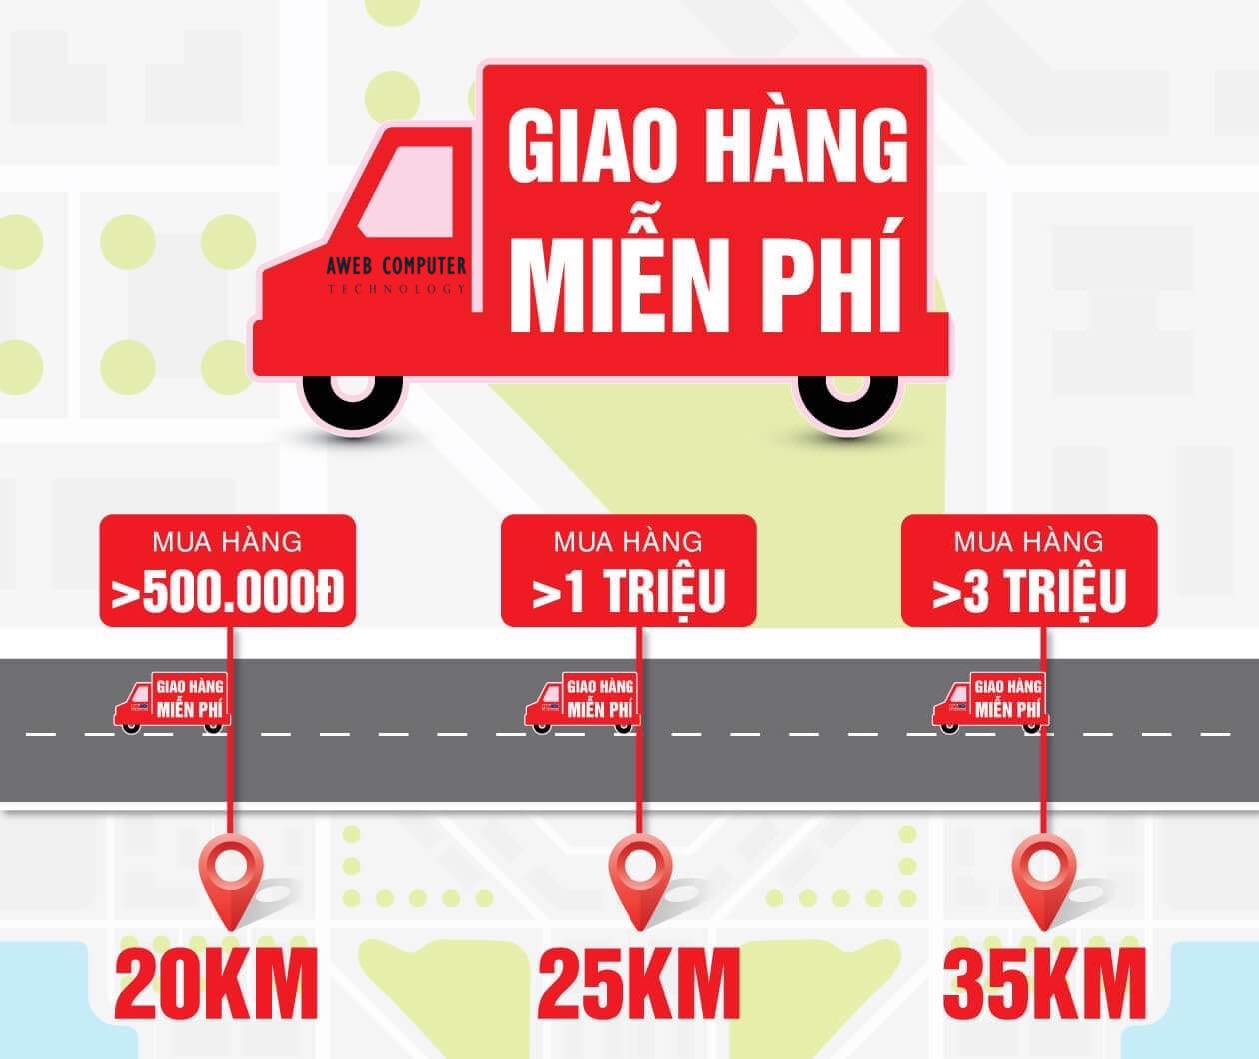 GIAO HÀNG
MIỄN PHÍ
AWEB COMPUTER
TECHNOLOGY
MUA HÀNG
>500.000Đ
MUA HÀNG
>1 TRIỆU
MUA HÀNG
>3 TRIỆU
GIAO HÀNG
MIỄN PHÍ
GIAO HÀNG
MIỄN PHÍ
GIAO HÀNG
MIỄN PHÍ
20KM
25KM
35KM